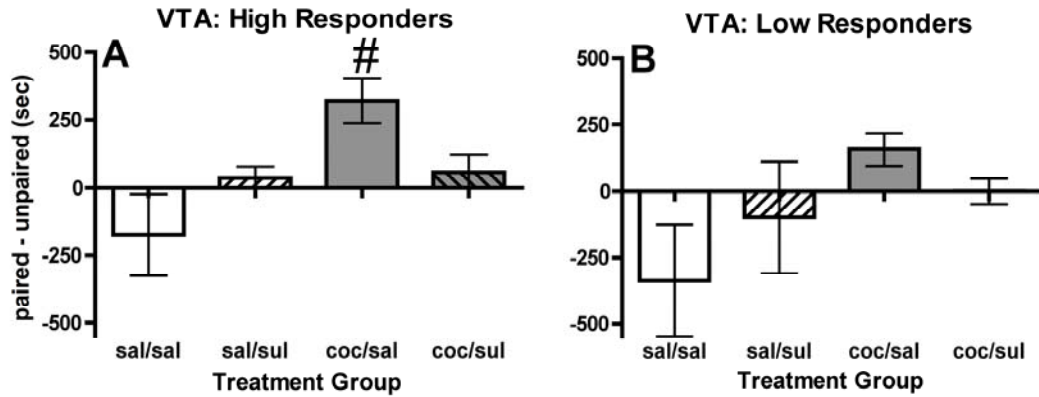 VTA: High Responders
A
#
500
250
0
-250
-500
paired - unpaired (sec)
sal/sal sal/sul coc/sal coc/sul
Treatment Group
VTA: Low Responders
B
500
250
0
-250
-500
sal/sal sal/sul coc/sal coc/sul
Treatment Group